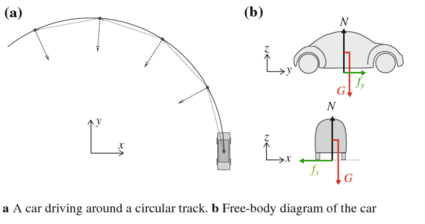 (a)
(b)
N
z
y
G
f_y
y
x
N
z
x
f_x
G
a A car driving around a circular track. b Free-body diagram of the car